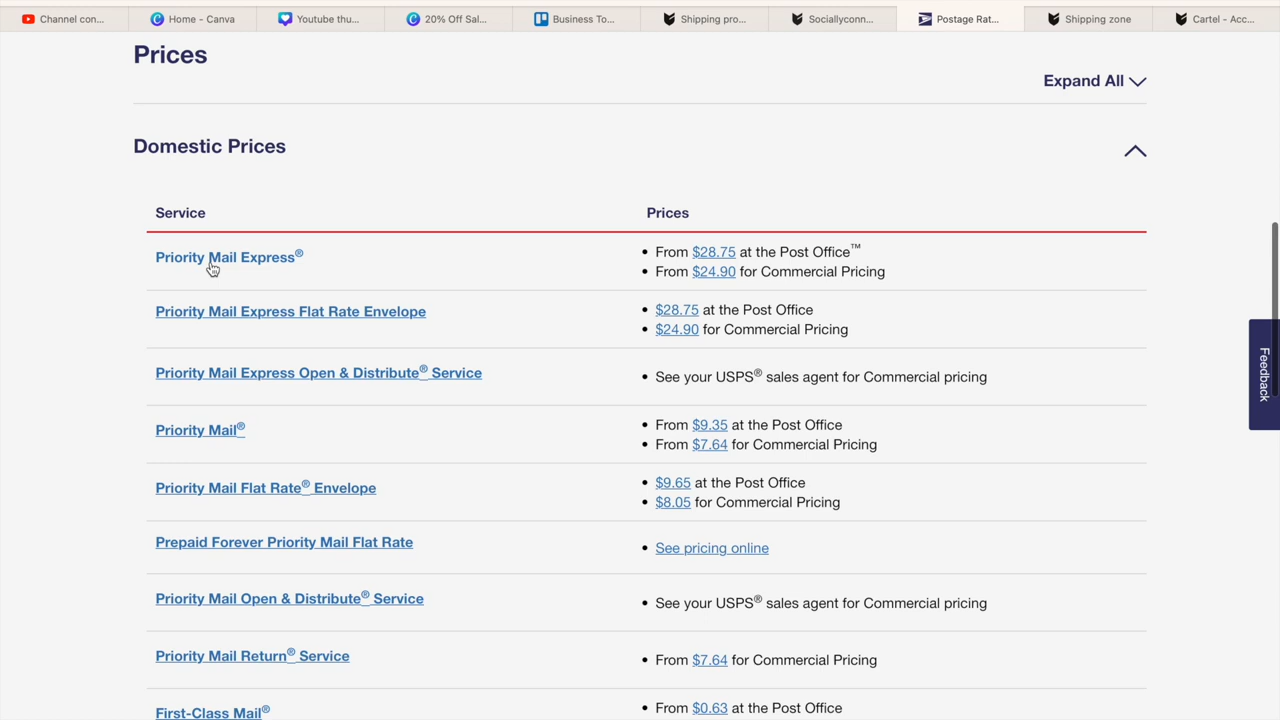 Channel con...
Home - Canva
Youtube thu...
20% Off Sal...
Business To...
Shipping pro...
Sociallyconn...
Postage Rat...
Shipping zone
Cartel - Acc...
Prices
Expand All
Domestic Prices
Service Prices
Priority Mail Express®
• From $28.75 at the Post Office™
• From $24.90 for Commercial Pricing
Priority Mail Express Flat Rate Envelope
• $28.75 at the Post Office
• $24.90 for Commercial Pricing
Priority Mail Express Open & Distribute® Service
• See your USPS® sales agent for Commercial pricing
Priority Mail®
• From $9.35 at the Post Office
• From $7.64 for Commercial Pricing
Priority Mail Flat Rate® Envelope
• $9.65 at the Post Office
• $8.05 for Commercial Pricing
Prepaid Forever Priority Mail Flat Rate
• See pricing online
Priority Mail Open & Distribute® Service
• See your USPS® sales agent for Commercial pricing
Priority Mail Return® Service
• From $7.64 for Commercial Pricing
First-Class Mail®
• From $0.63 at the Post Office
Feedback